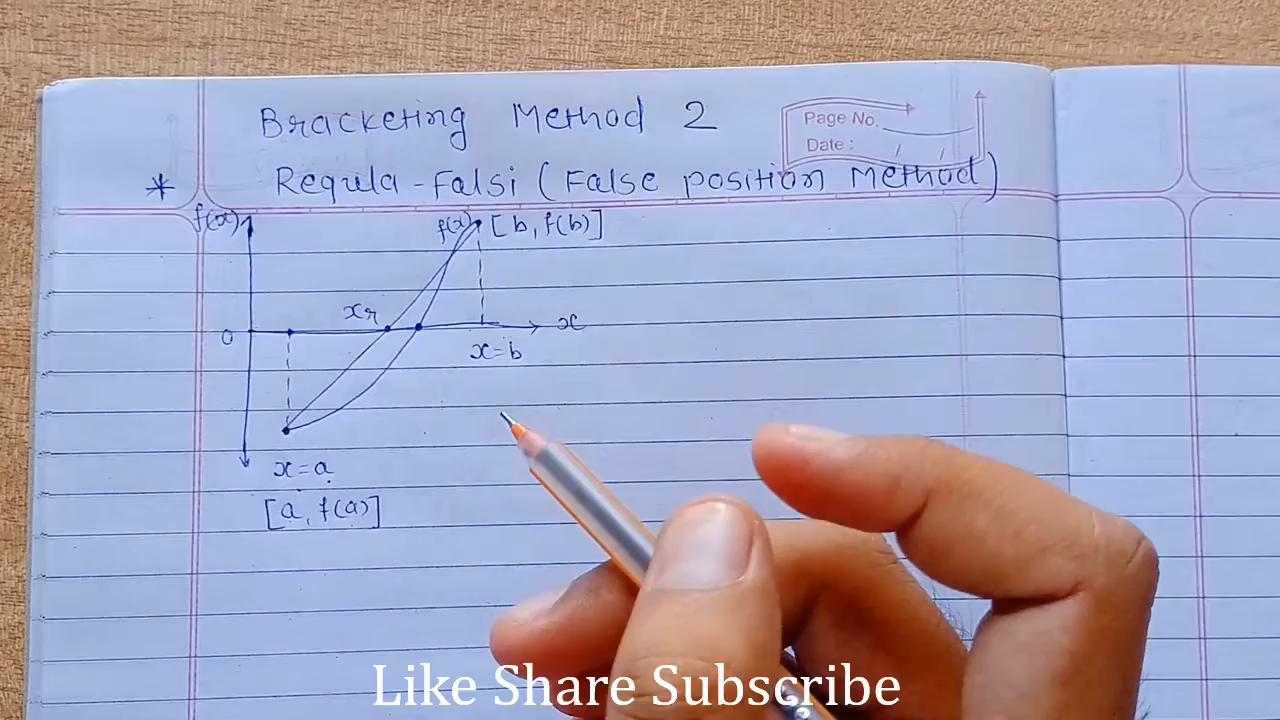 Bracketing Method 2
Page No.
Date :
* Regula-Falsi (False position Method)
f(x)
f(x) [b, f(b)]
xr
0
x
x=b
x=a
[a, f(a)]
Like Share Subscribe